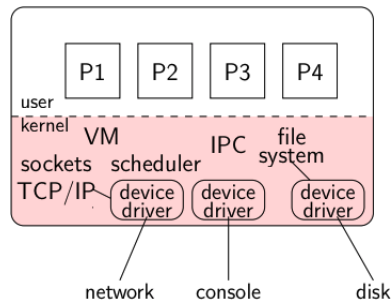 P1 P2 P3 P4
user
kernel
VM IPC file system
sockets scheduler
TCP/IP device driver device driver device driver
network console disk